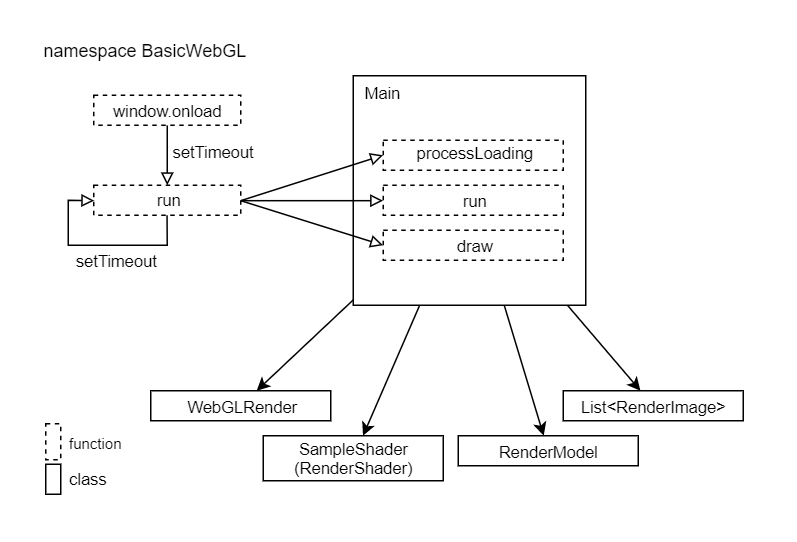 namespace BasicWebGL
window.onload
setTimeout
run
setTimeout
Main
processLoading
run
draw
WebGLRender
SampleShader
(RenderShader)
RenderModel
List<RenderImage>
function
class